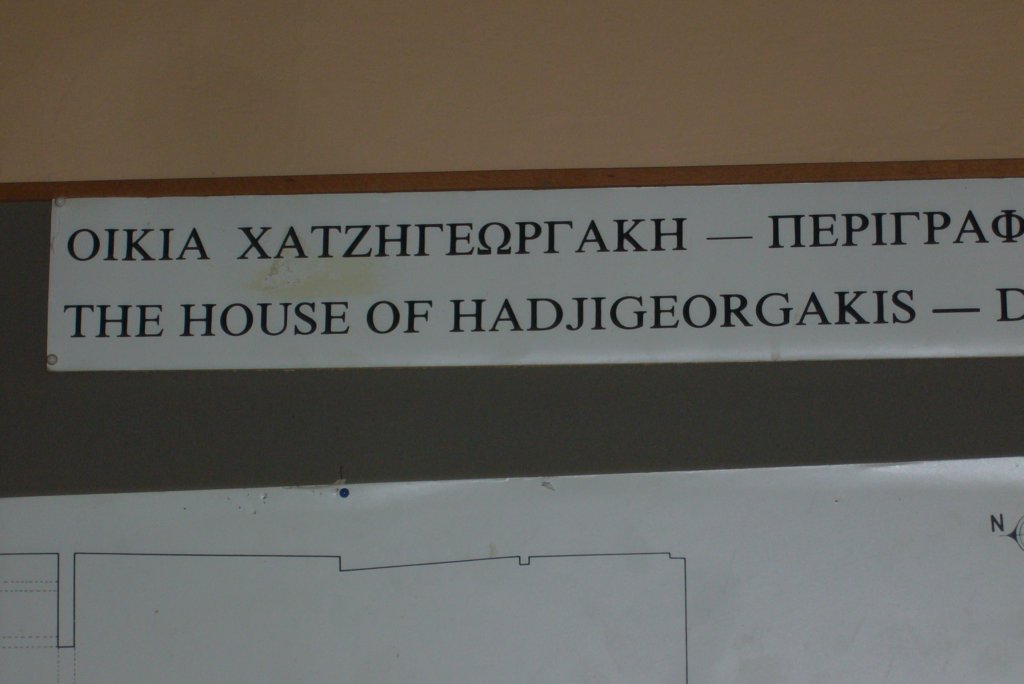 ΟΙΚΙΑ ΧΑΤΖΗΓΕΩΡΓΑΚΗ — ΠΕΡΙΓΡΑΦ
THE HOUSE OF HADJIGEORGAKIS — D
N